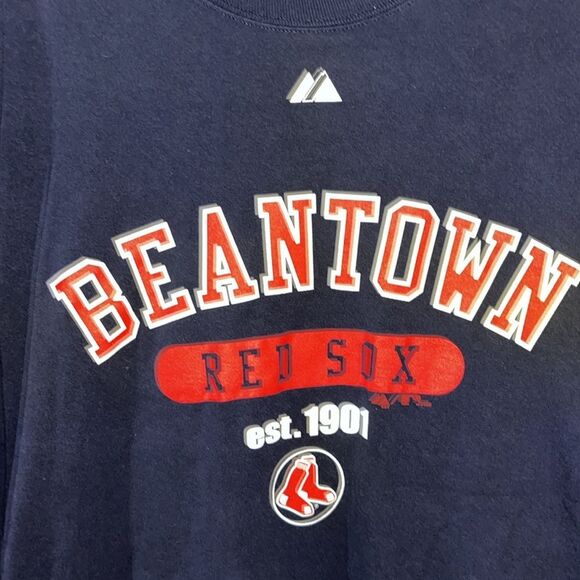 BEANTOWN
RED SOX
est. 1901